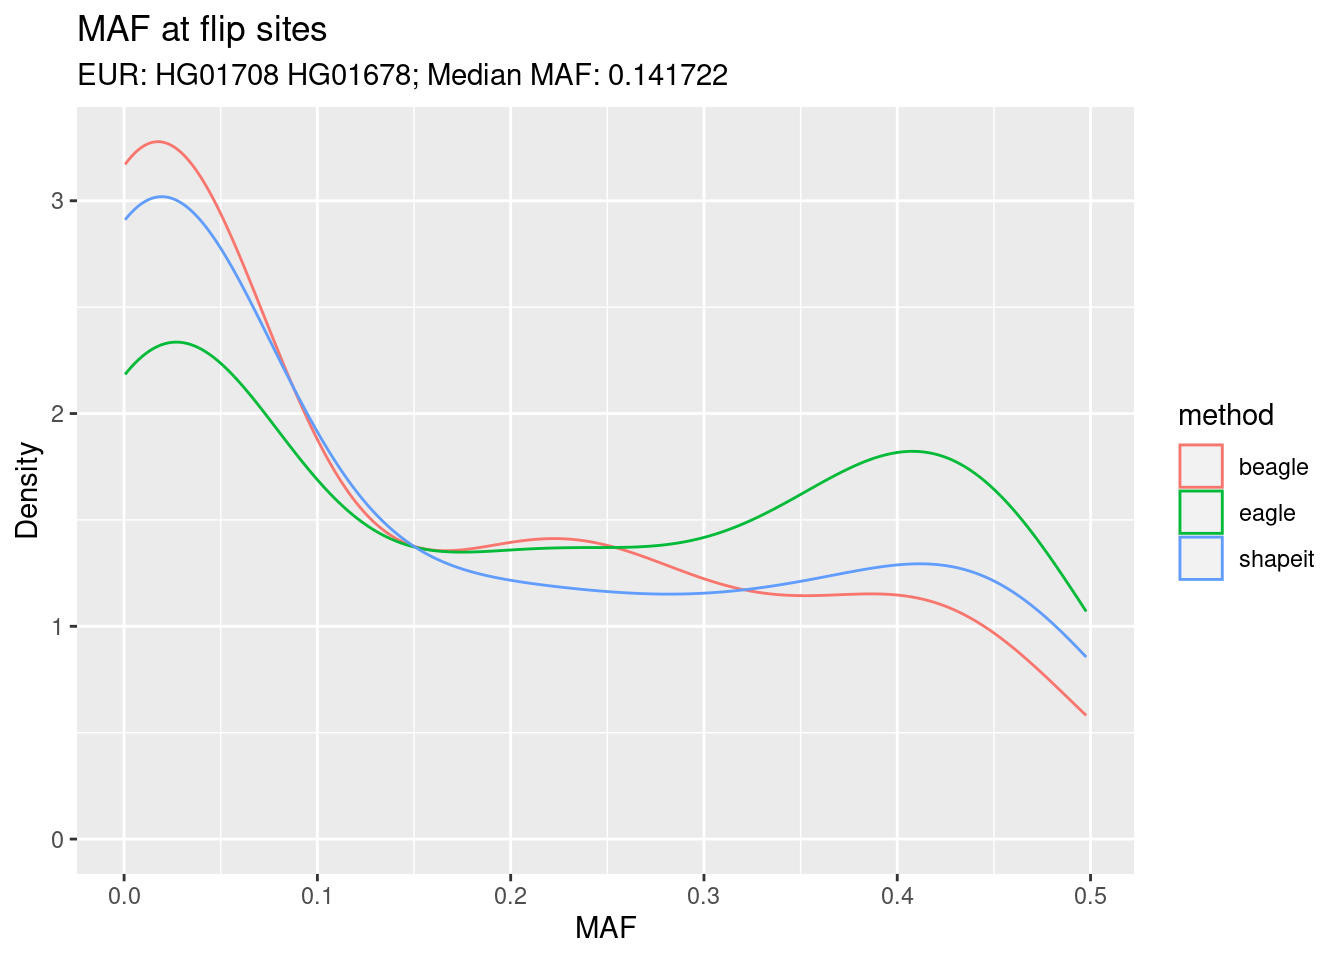 MAF at flip sites
EUR: HG01708 HG01678; Median MAF: 0.141722
3
2
1
0
Density
0.0 0.1 0.2 0.3 0.4 0.5
MAF
method
beagle
eagle
shapeit